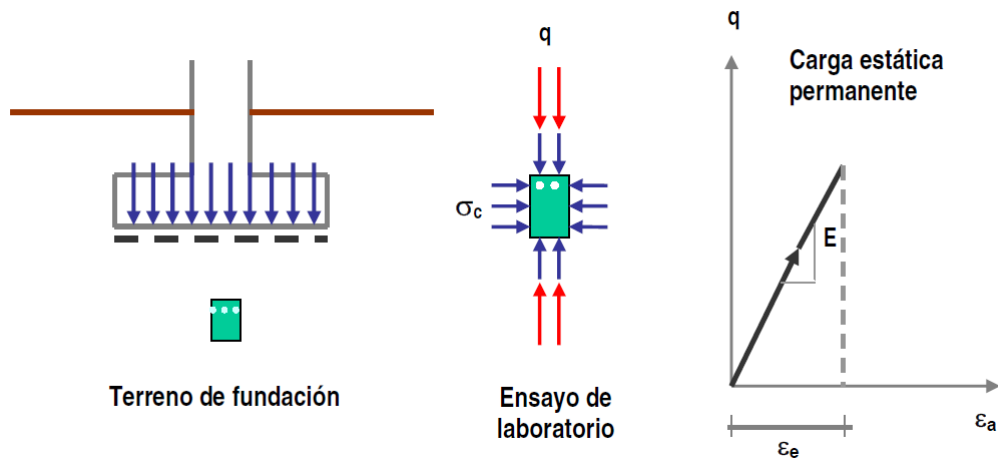 q
σc
Terreno de fundación
Ensayo de
laboratorio
q
Carga estática
permanente
E
εa
εe